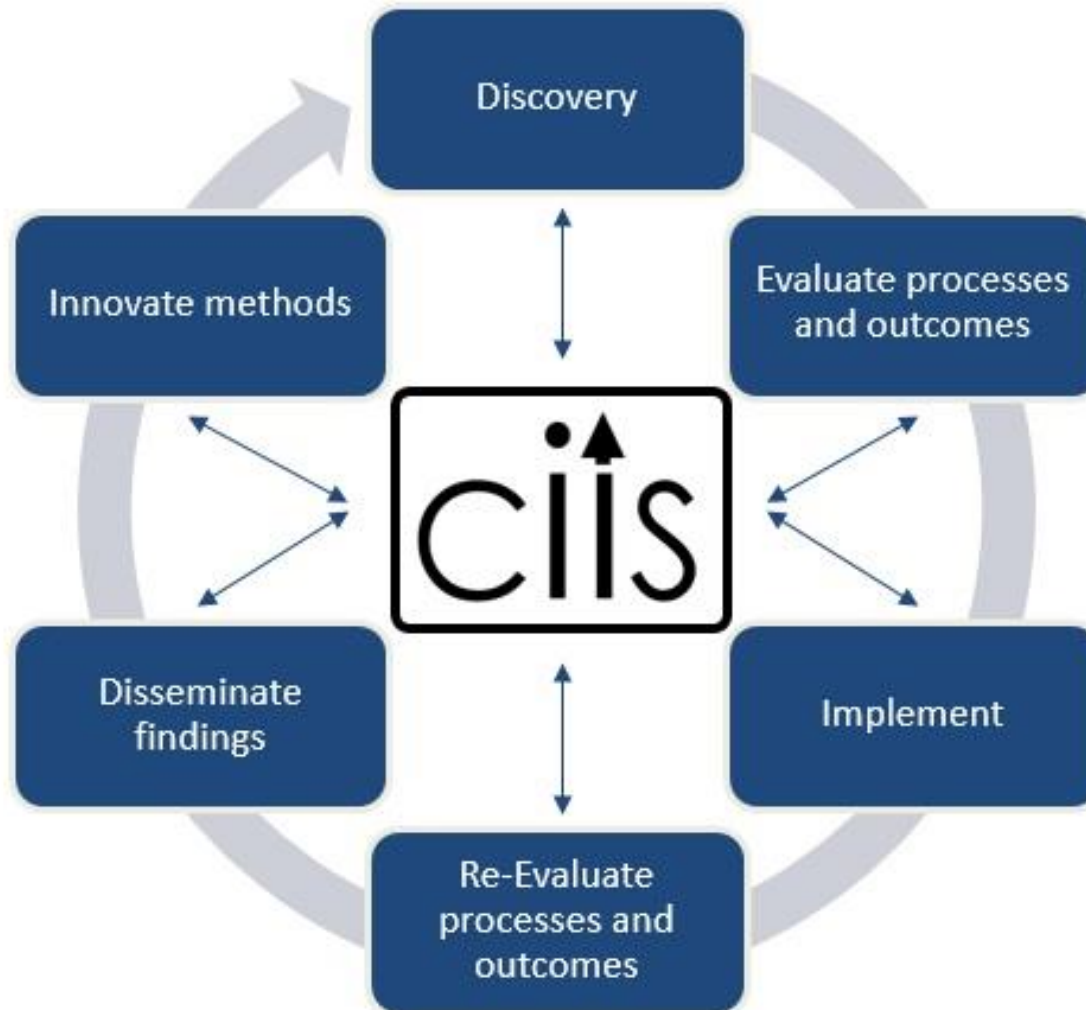 Discovery
Evaluate processes
and outcomes
Implement
Re-Evaluate
processes and
outcomes
Disseminate
findings
Innovate methods
ciis